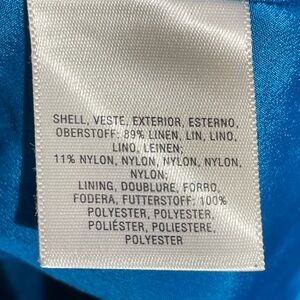 SHELL, VESTE, EXTERIOR, ESTERNO,
OBERSTOFF: 89% LINEN, LIN, LINO,
LINO, LEINEN;
11% NYLON, NYLON, NYLON, NYLON,
NYLON;
LINING, DOUBLURE, FORRO,
FODERA, FUTTERSTOFF: 100%
POLYESTER, POLYESTER,
POLIÉSTER, POLIESTERE,
POLYESTER